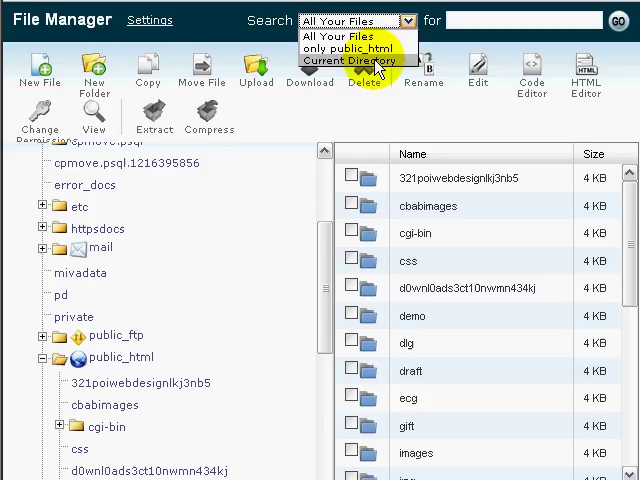 File Manager Settings Search All Your Files for GO
All Your Files
only public_html
Current Directory
New File New Folder Copy Move File Upload Download Delete Rename Edit Code Editor HTML Editor
Change Permissions View Extract Compress
cpmove.psql
cpmove.psql.1216395856
error_docs
etc
httpsdocs
mail
mivadata
pd
private
public_ftp
public_html
321poiwebdesignlkj3nb5
cbabimages
cgi-bin
css
d0wnl0ads3ct10nwmn434kj
Name Size
321poiwebdesignlkj3nb5 4 KB
cbabimages 4 KB
cgi-bin 4 KB
css 4 KB
d0wnl0ads3ct10nwmn434kj 4 KB
demo 4 KB
dlg 4 KB
draft 4 KB
ecg 4 KB
gift 4 KB
images 4 KB